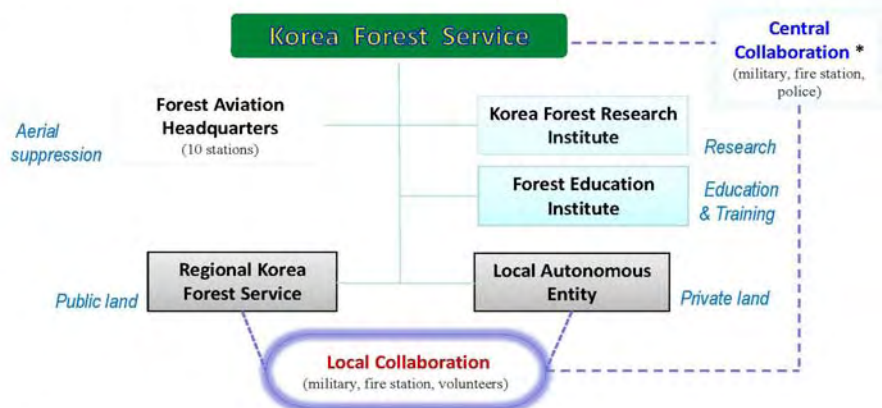 Korea Forest Service
Central
Collaboration *
(military, fire station,
police)
Forest Aviation
Headquarters
(10 stations)
Aerial
suppression
Korea Forest Research
Institute
Research
Forest Education
Institute
Education
& Training
Regional Korea
Forest Service
Public land
Local Autonomous
Entity
Private land
Local Collaboration
(military, fire station, volunteers)